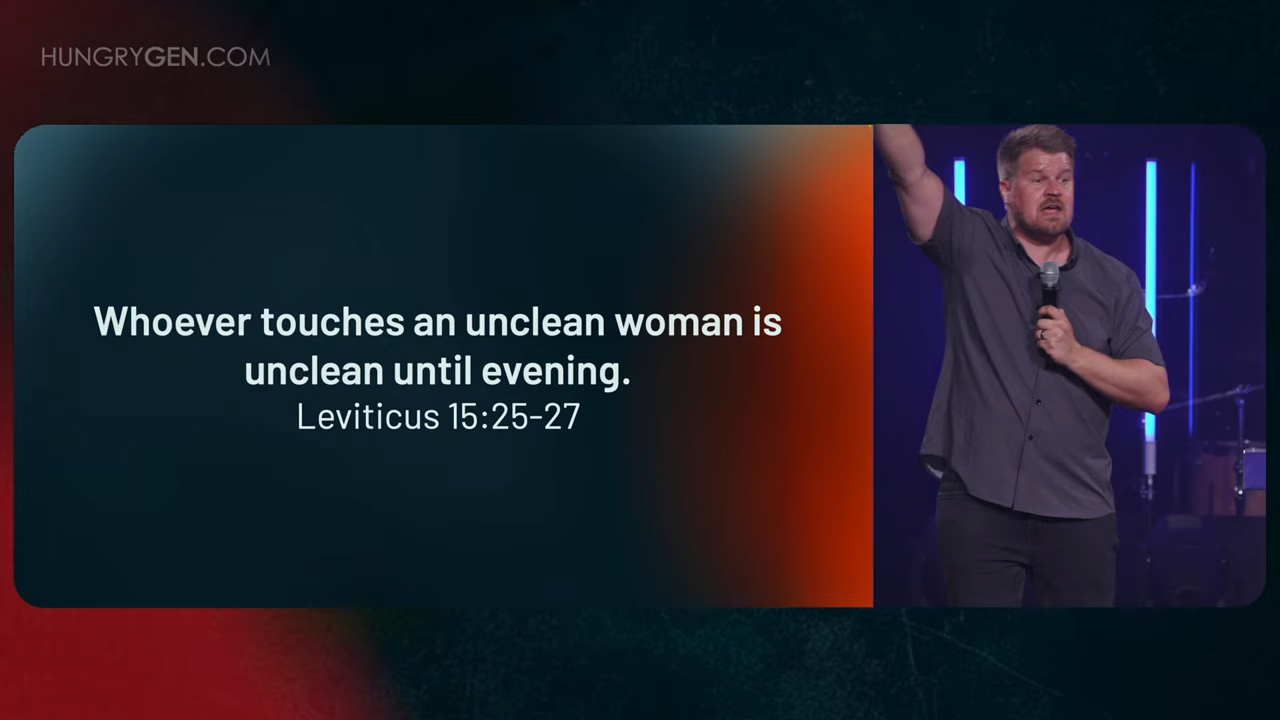 HUNGRYGEN.COM
Whoever touches an unclean woman is
unclean until evening.
Leviticus 15:25-27